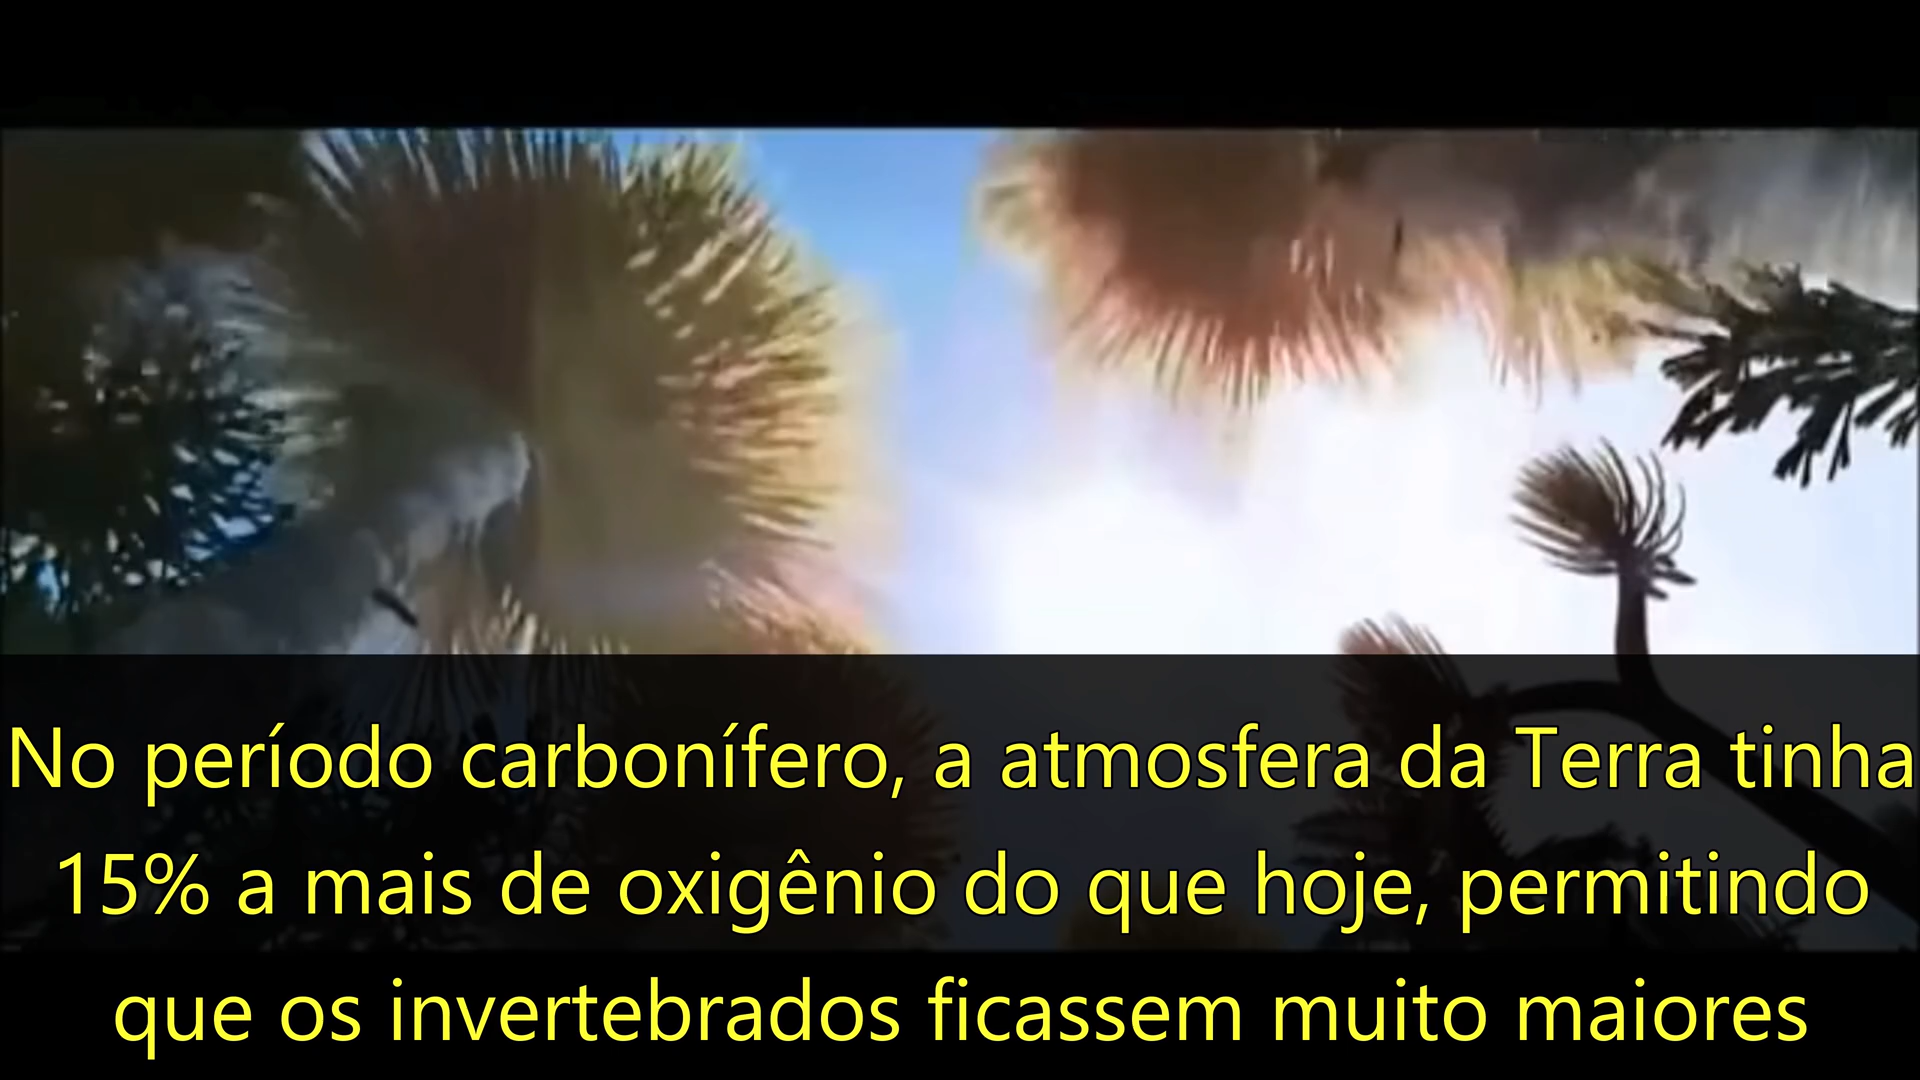 No período carbonífero, a atmosfera da Terra tinha
15% a mais de oxigênio do que hoje, permitindo
que os invertebrados ficassem muito maiores